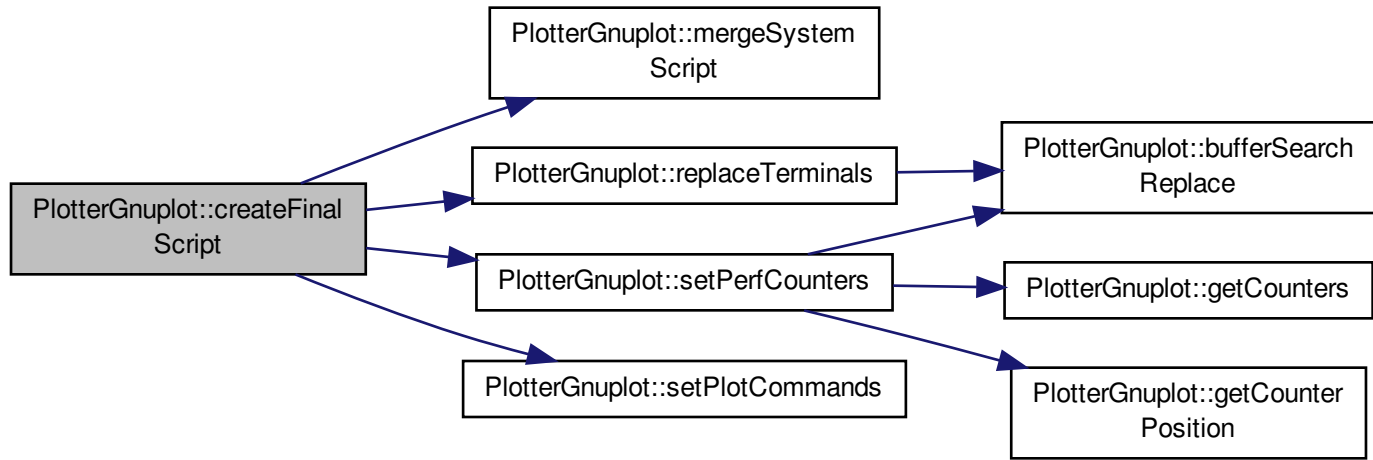 PlotterGnuplot::createFinal
Script
PlotterGnuplot::mergeSystem
Script
PlotterGnuplot::replaceTerminals
PlotterGnuplot::setPerfCounters
PlotterGnuplot::setPlotCommands
PlotterGnuplot::bufferSearch
Replace
PlotterGnuplot::getCounters
PlotterGnuplot::getCounter
Position